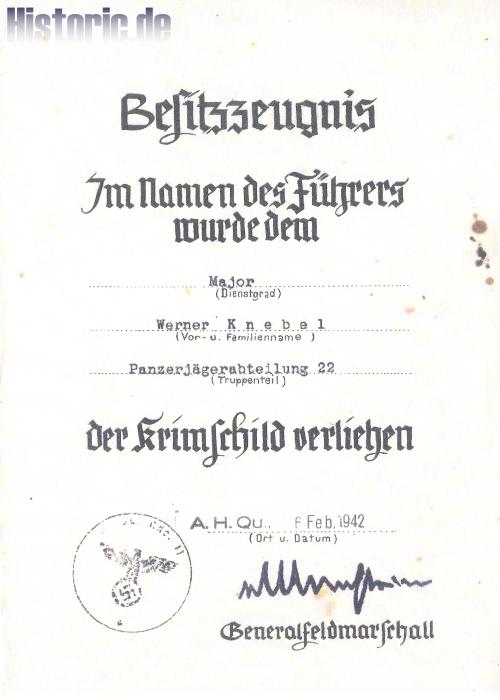 Historic.de
Besitzzeugnis
Im Namen des Führers
wurde dem
Major
(Dienstgrad)
Werner K n e b e l
(Vor- u. Familienname )
Panzerjägerabteilung 22
(Truppenteil)
der Krimschild verliehen
A. H. Qu., 6 Feb. 1942
(Ort u. Datum)
Generalfeldmarschall